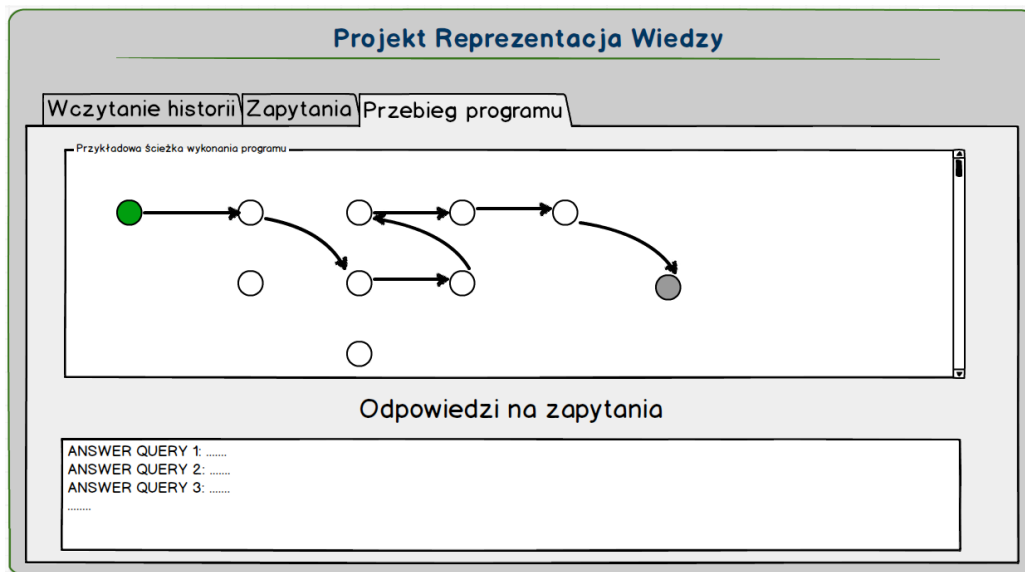 Projekt Reprezentacja Wiedzy
Wczytanie historii Zapytania Przebieg programu
Przykładowa ścieżka wykonania programu
Odpowiedzi na zapytania
ANSWER QUERY 1: ......
ANSWER QUERY 2: ......
ANSWER QUERY 3: ......
........